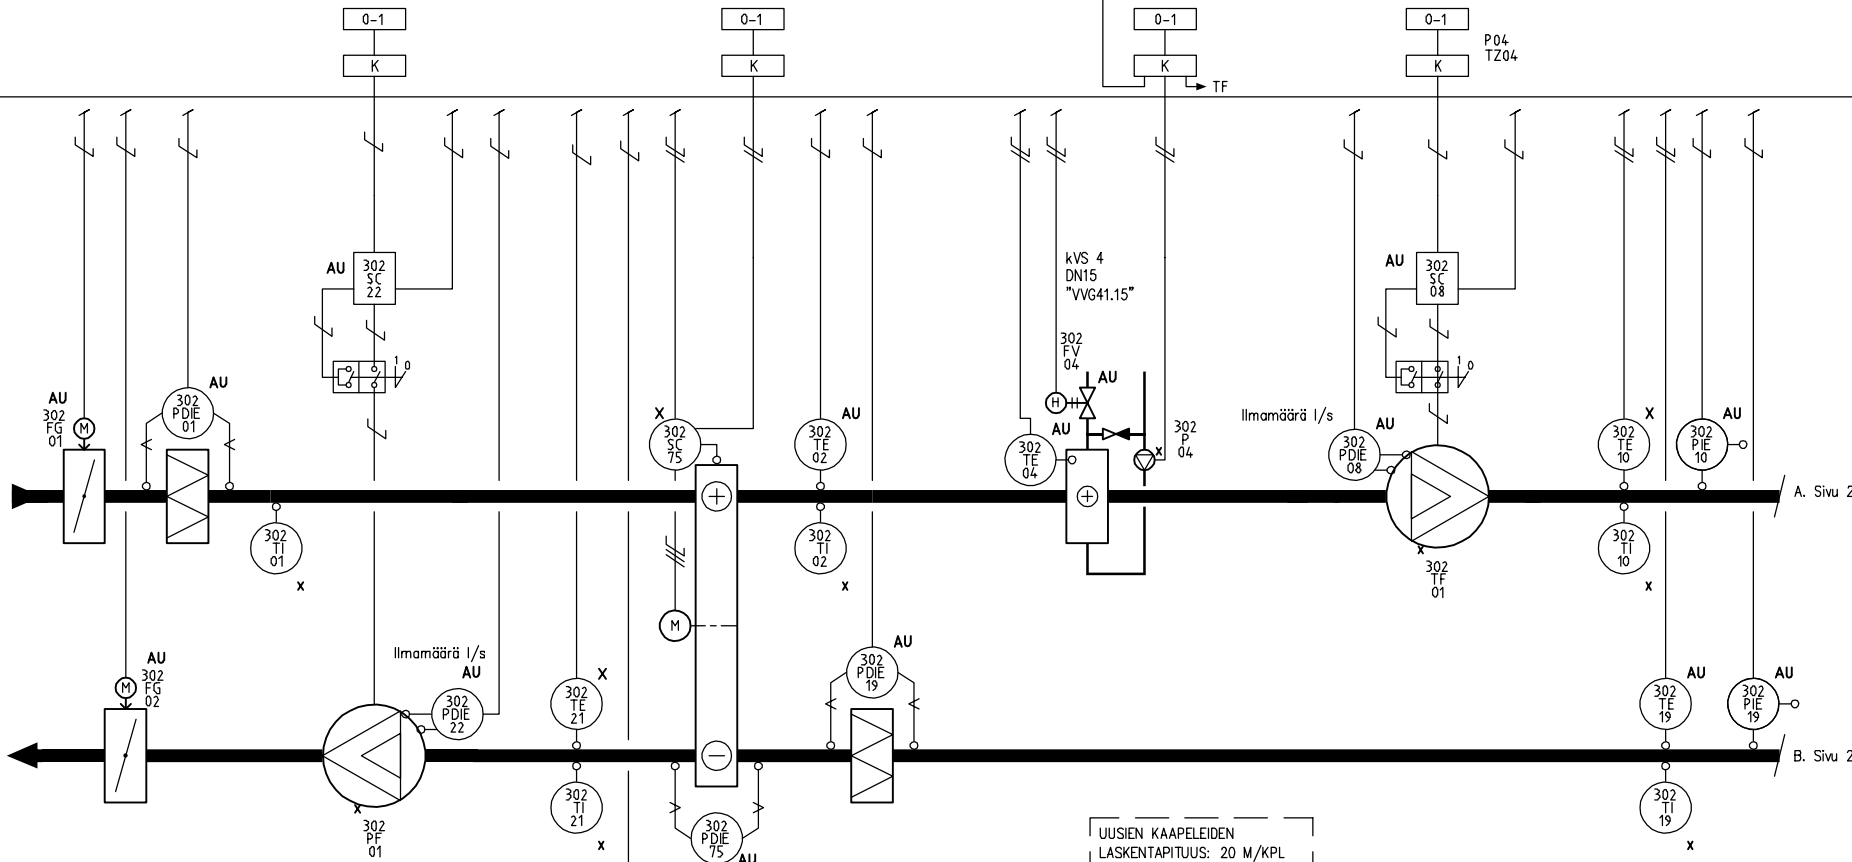 0-1
K
0-1
K
0-1
K
TF
0-1
K
P04
TZ04
AU
302
SC
22
1
0
AU
302
FG
01
M
302
PDIE
01
AU
302
TI
01
x
X
302
SC
75
302
TE
02
AU
302
TI
02
x
kVS 4
DN15
"VVG41.15"
302
FV
04
H
AU
AU
302
TE
04
302
P
04
x
AU
302
SC
08
1
0
Ilmamäärä l/s
AU
302
PDIE
08
x
302
TF
01
X
302
TE
10
302
TI
10
x
AU
302
PIE
10
A. Sivu 2
M
AU
302
FG
02
M
Ilmamäärä l/s
AU
302
PDIE
22
x
302
PF
01
X
302
TE
21
302
TI
21
x
302
PDIE
75
AU
AU
302
PDIE
19
AU
302
TE
19
302
TI
19
x
AU
302
PIE
19
B. Sivu 2
UUSIEN KAAPELEIDEN
LASKENTAPITUUS: 20 M/KPL